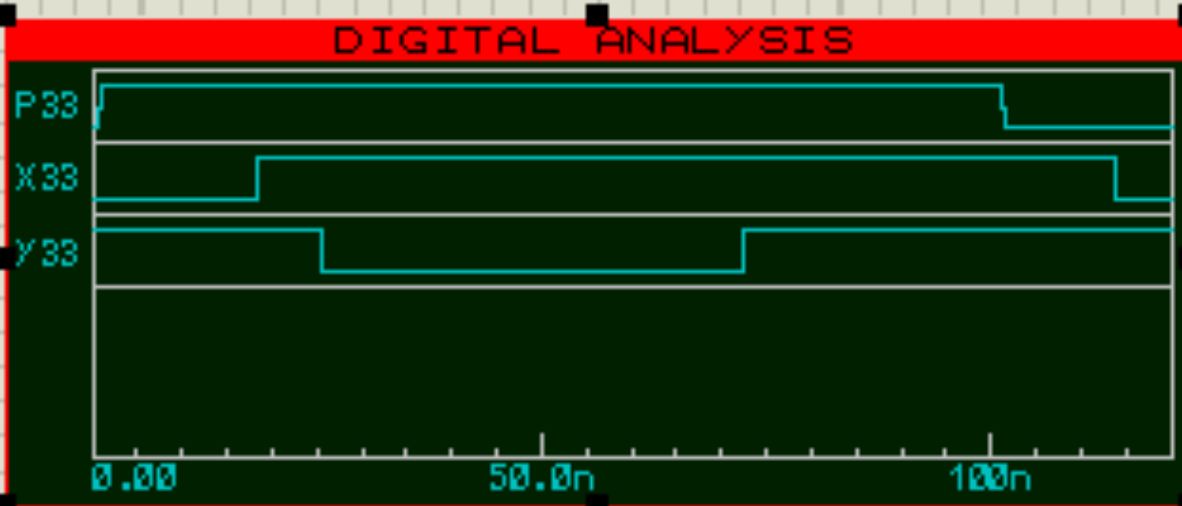 DIGITAL ANALYSIS
P33
X33
Y33
0.00 50.0n 100n